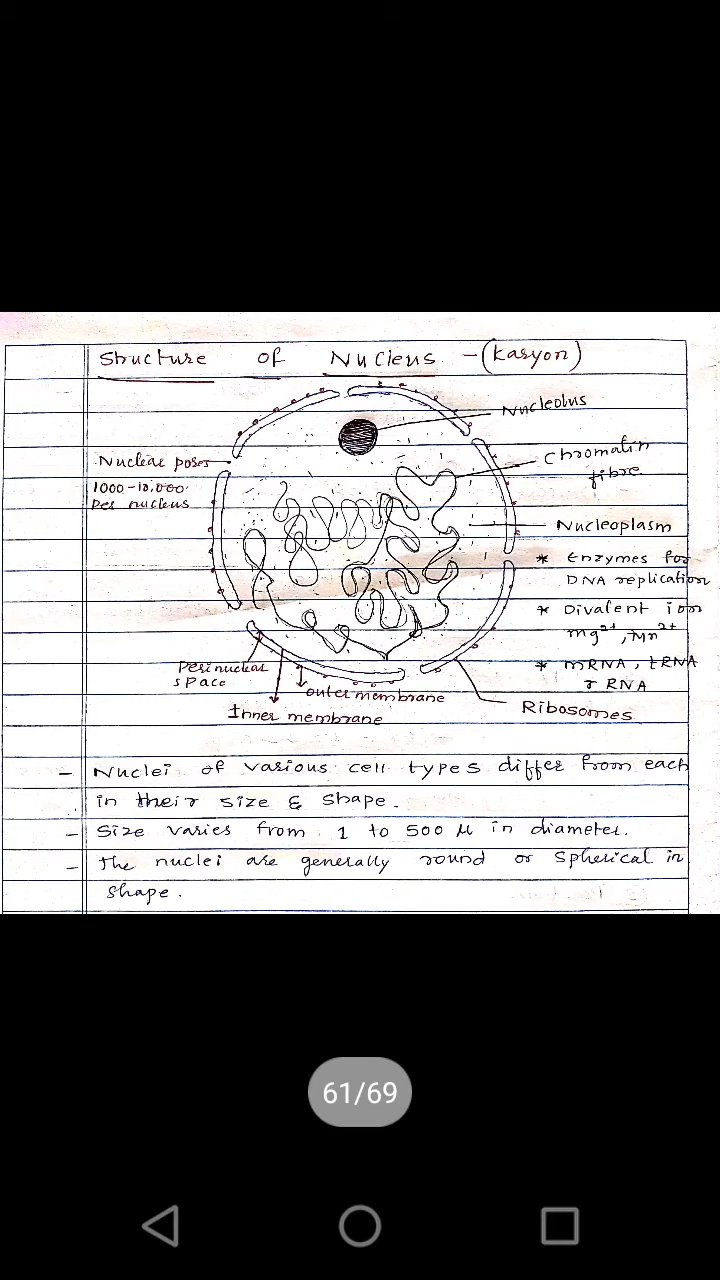 Structure of Nucleus - (Karyon)
Nucleolus
Chromatin
fibre
Nuclear pores
1000-10,000
per nucleus
Nucleoplasm
* Enzymes for
DNA replication
* Divalent ion
mg²⁺, Mn²⁺
* mRNA, tRNA
rRNA
Perinuclear
space
outer membrane
Inner membrane
Ribosomes
- Nuclei of various cell types differ from each
in their size & shape.
- Size varies from 1 to 500 μ in diameter.
- The nuclei are generally round or spherical in
shape.
61/69